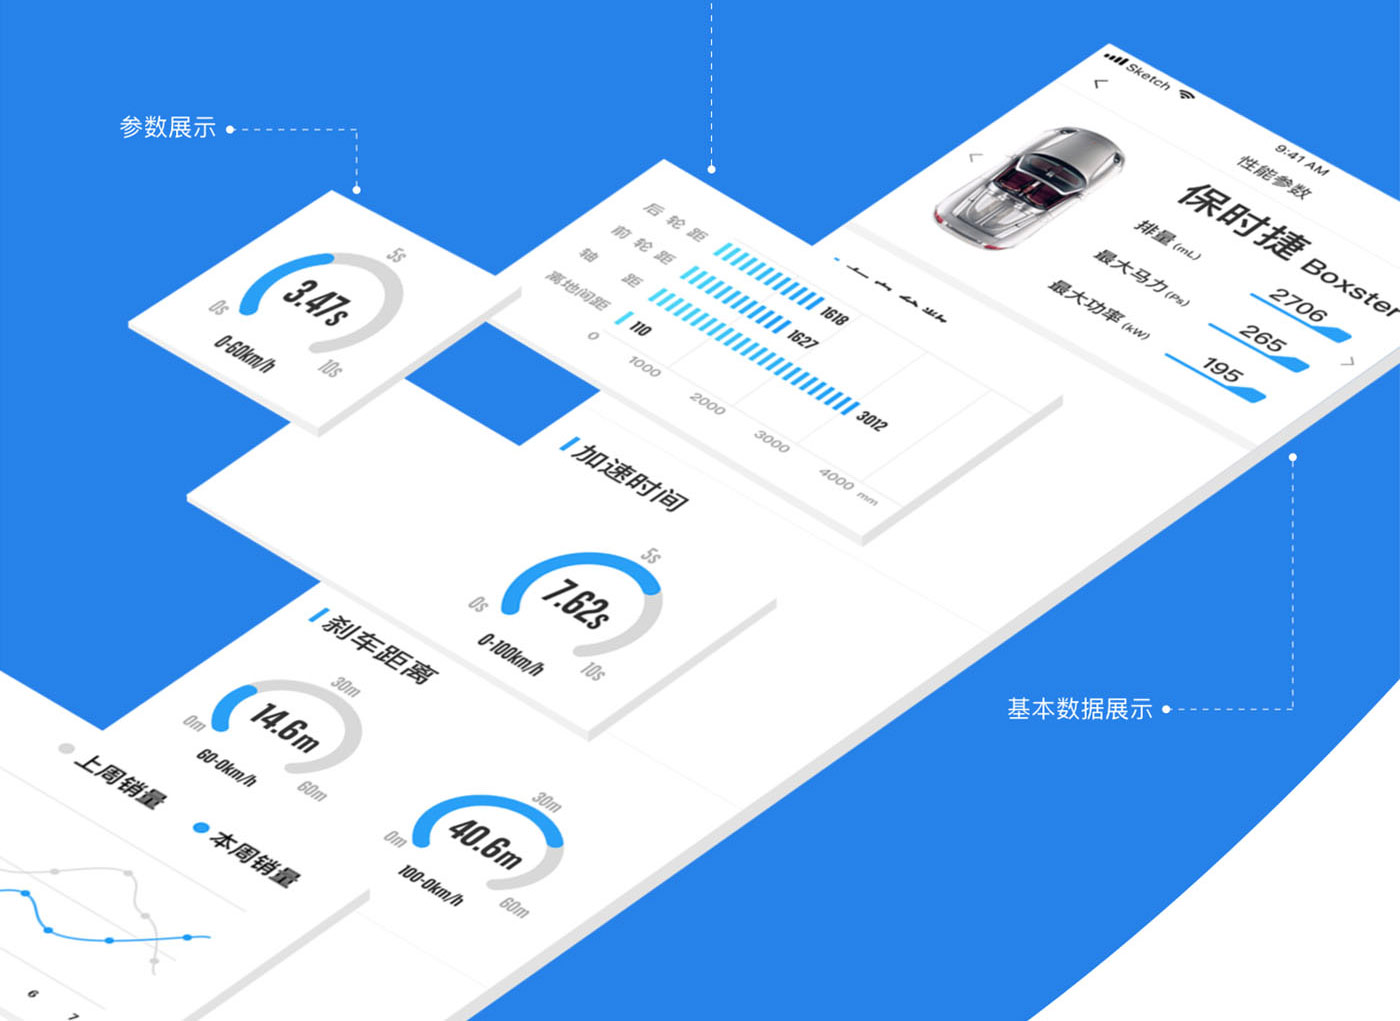 参数展示
5s
3.47s
0s
10s
0-60km/h
后轮距
1618
前轮距
1627
轴距
3012
离地间距
110
0
1000
2000
3000
4000 mm
Sketch
9:41 AM
性能参数
保时捷 Boxster
排量 (mL)
2706
最大马力 (Ps)
265
最大功率 (kW)
195
加速时间
5s
7.62s
0s
10s
0-100km/h
刹车距离
30m
14.6m
0m
60m
60-0km/h
30m
40.6m
0m
60m
100-0km/h
基本数据展示
上周销量
本周销量
6
7